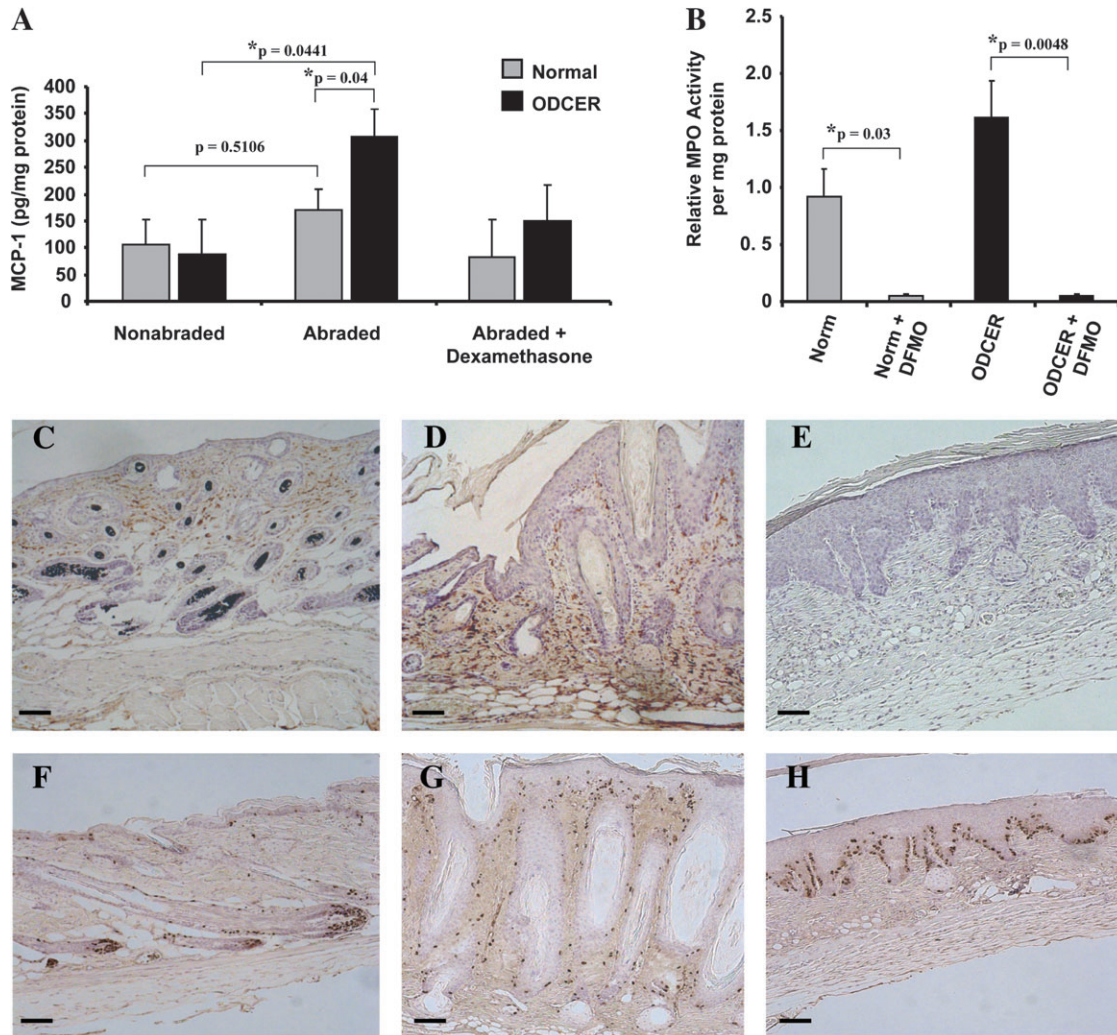 A
MCP-1 (pg/mg protein)
400
350
300
250
200
150
100
50
0
*p = 0.0441
*p = 0.04
p = 0.5106
Normal
ODCER
Nonabraded
Abraded
Abraded +
Dexamethasone
B
Relative MPO Activity
per mg protein
2.5
2.0
1.5
1.0
0. 5
0
*p = 0.03
*p = 0.0048
Norm
Norm +
DFMO
ODCER
ODCER +
DFMO
C
D
E
F
G
H